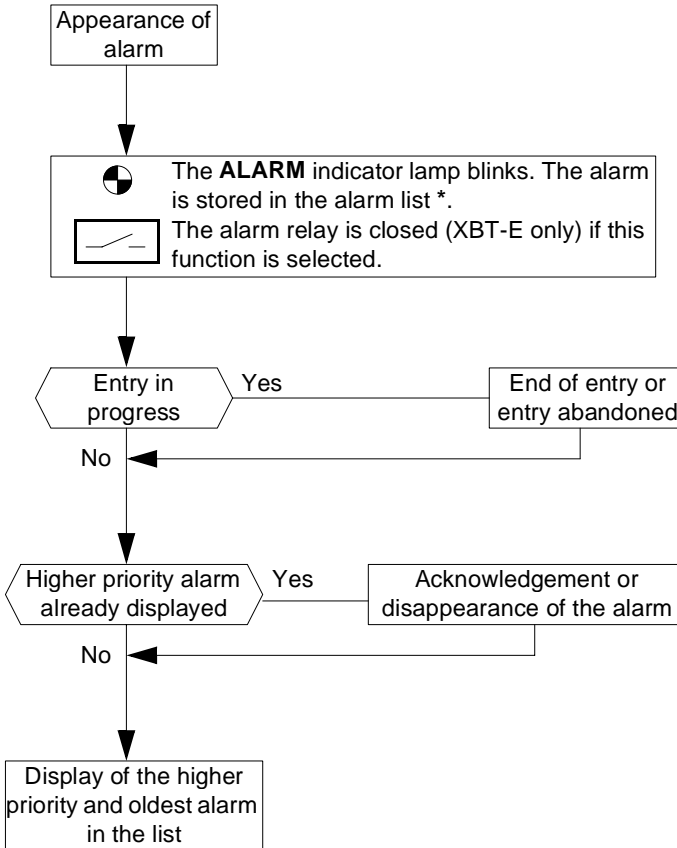 Appearance of
alarm
The ALARM indicator lamp blinks. The alarm
is stored in the alarm list *.
The alarm relay is closed (XBT-E only) if this
function is selected.
Entry in
progress
Yes
End of entry or
entry abandoned
No
Higher priority alarm
already displayed
Yes
Acknowledgement or
disappearance of the alarm
No
Display of the higher
priority and oldest alarm
in the list